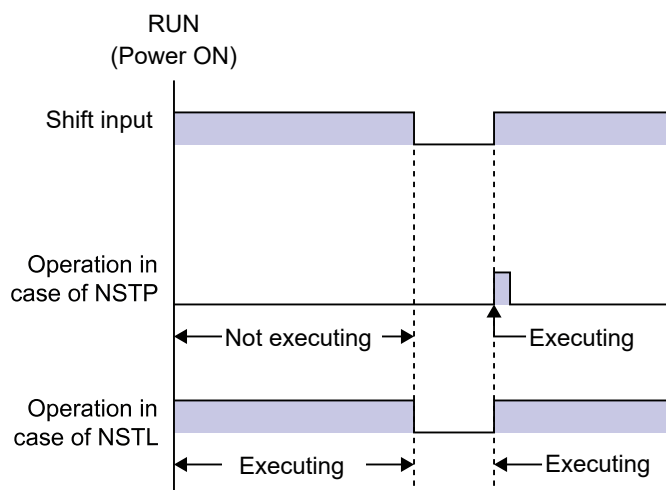 RUN
(Power ON)
Shift input
Operation in
case of NSTP
Not executing
Executing
Operation in
case of NSTL
Executing
Executing